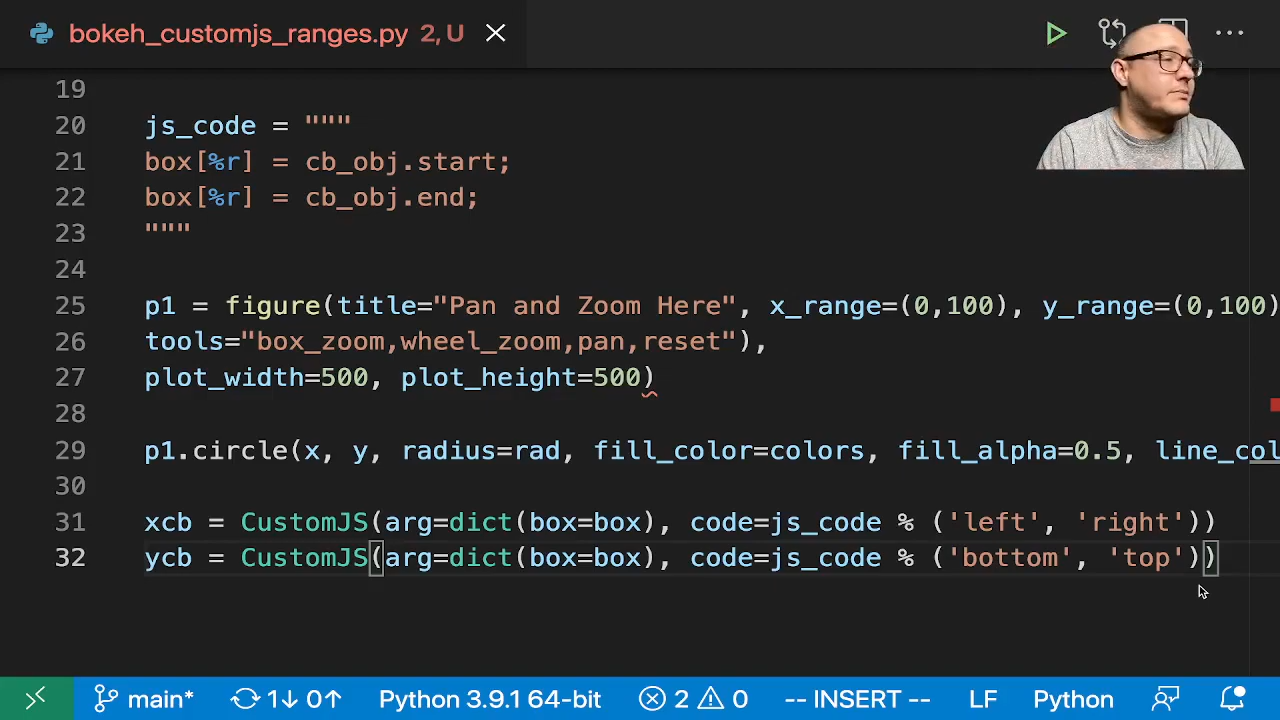 bokeh_customjs_ranges.py 2, U
19
20 js_code = """
21 box[%r] = cb_obj.start;
22 box[%r] = cb_obj.end;
23 """
24
25 p1 = figure(title="Pan and Zoom Here", x_range=(0,100), y_range=(0,100)
26 tools="box_zoom,wheel_zoom,pan,reset"),
27 plot_width=500, plot_height=500)
28
29 p1.circle(x, y, radius=rad, fill_color=colors, fill_alpha=0.5, line_col
30
31 xcb = CustomJS(arg=dict(box=box), code=js_code % ('left', 'right'))
32 ycb = CustomJS(arg=dict(box=box), code=js_code % ('bottom', 'top'))
main* 1↓ 0↑ Python 3.9.1 64-bit 2 0 -- INSERT -- LF Python